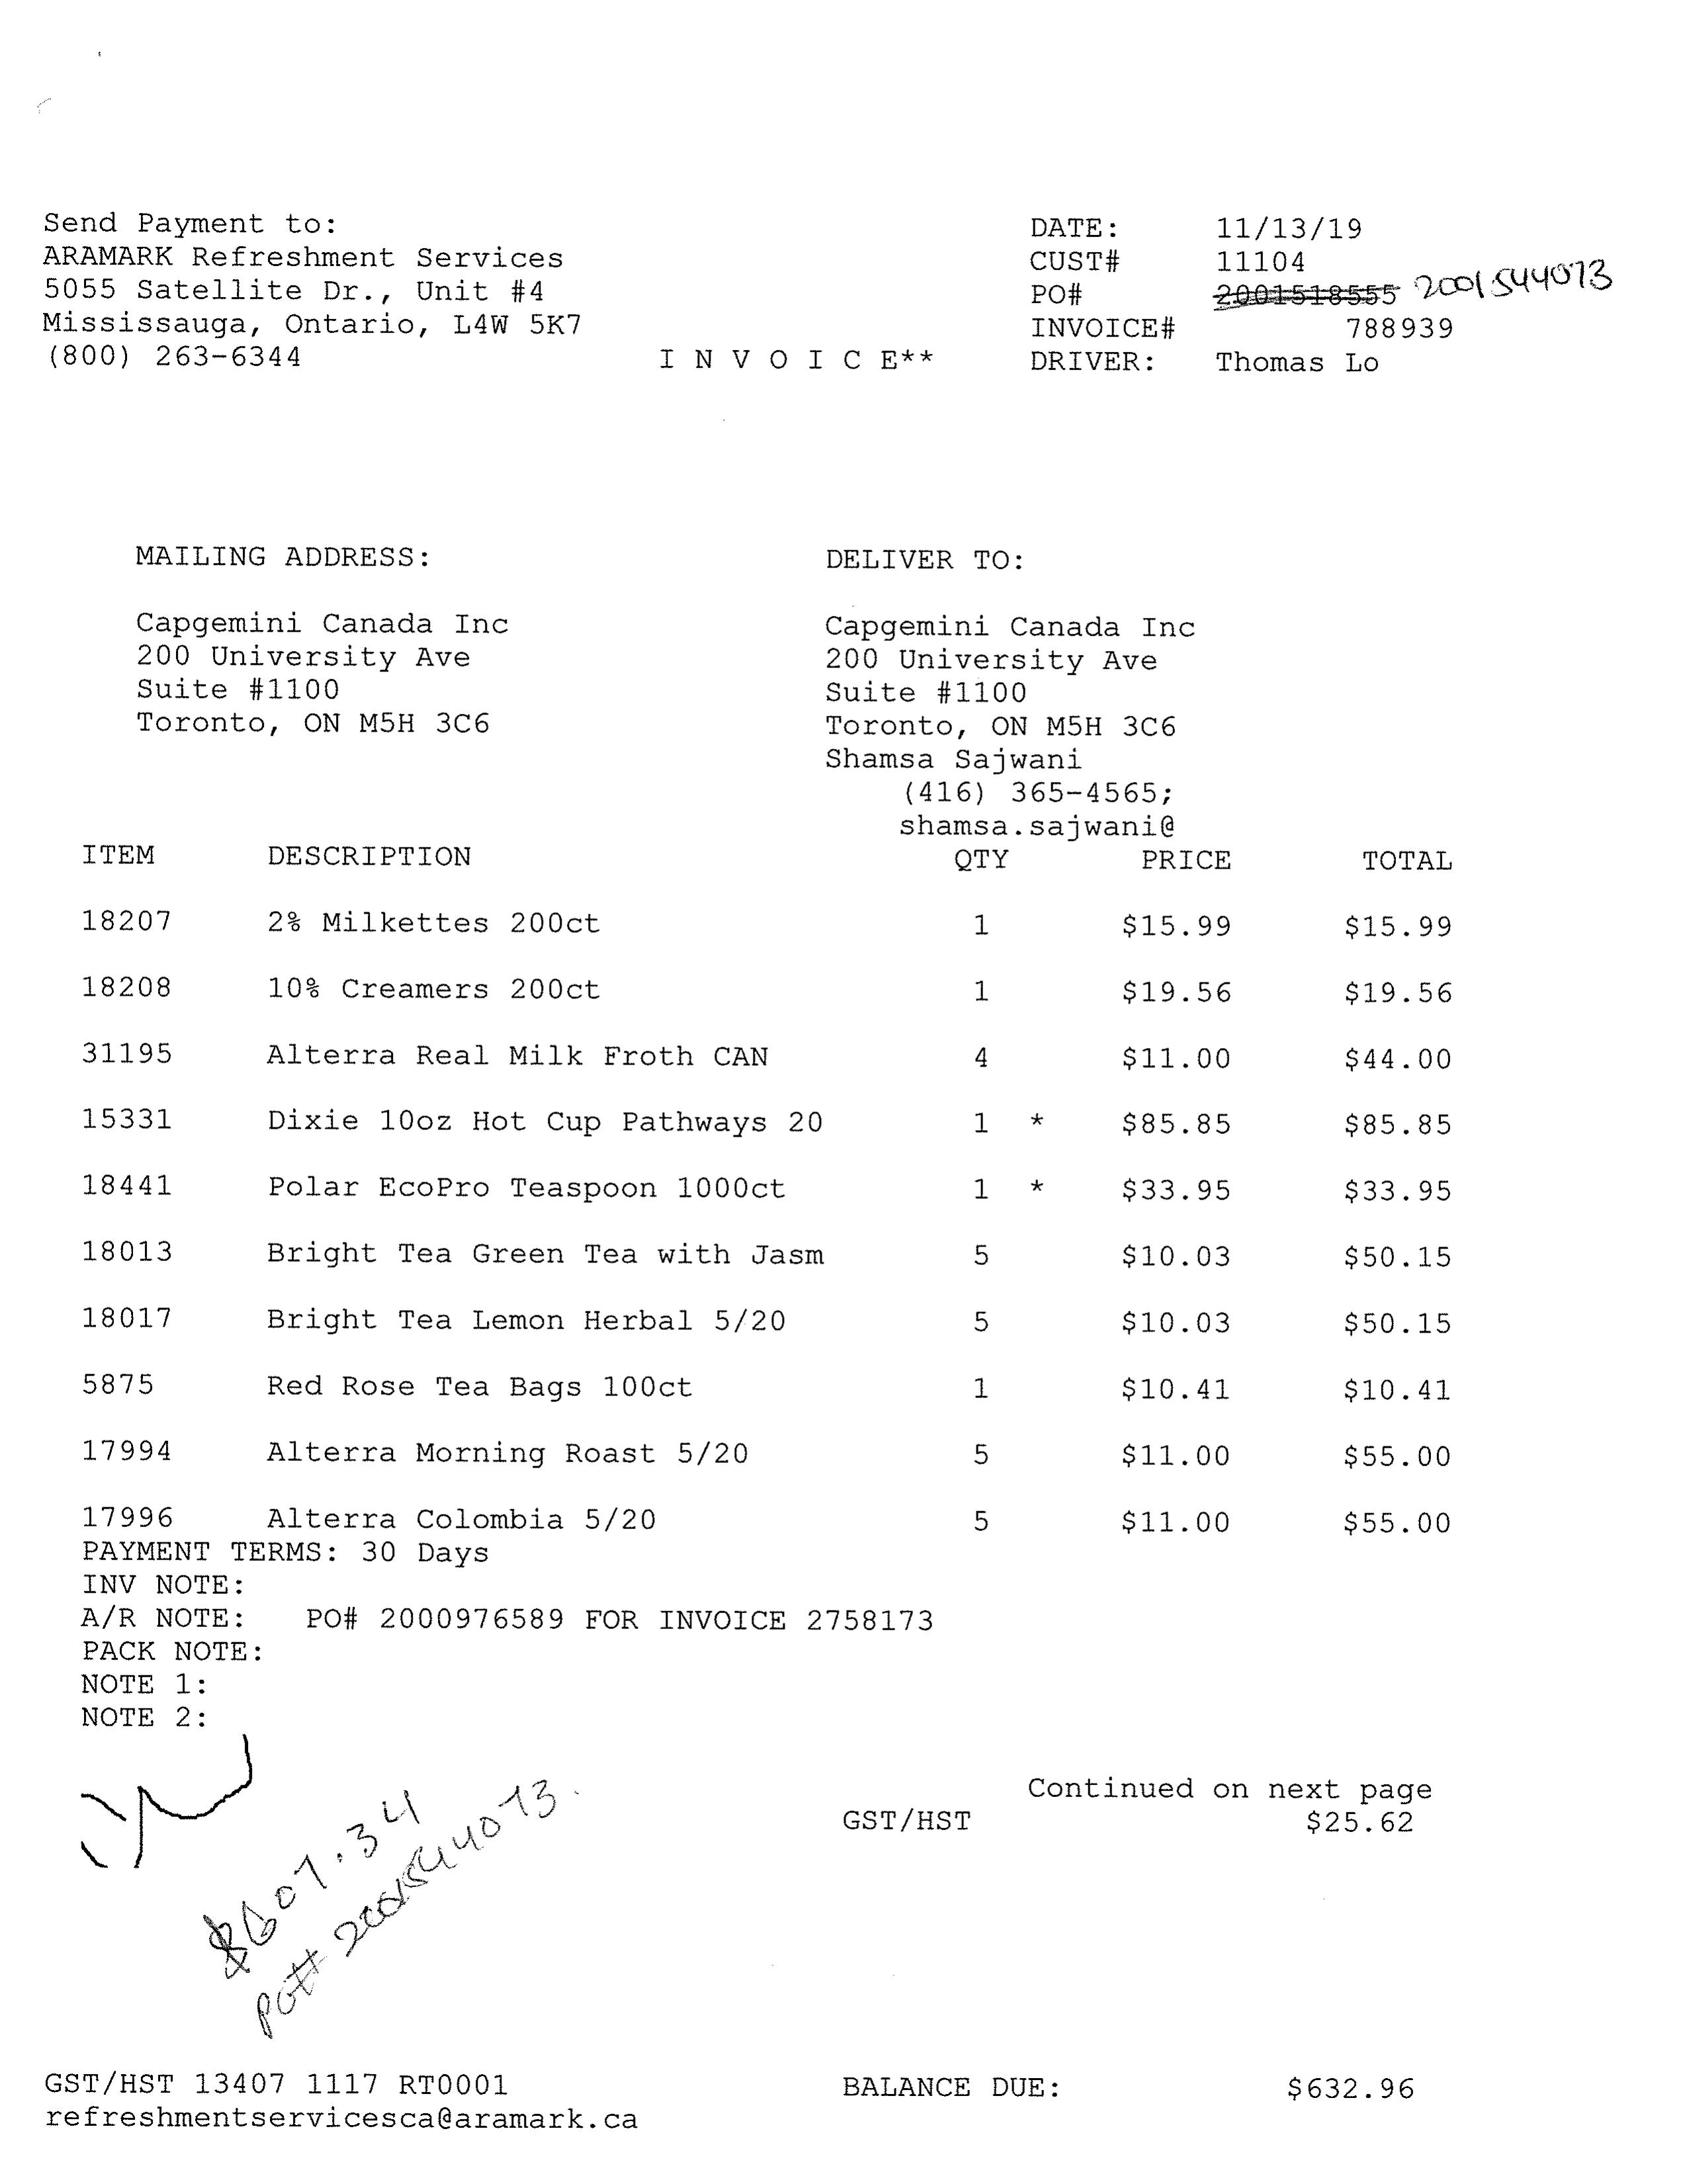 Send Payment to:
ARAMARK Refreshment Services
5055 Satellite Dr., Unit #4
Mississauga, Ontario, L4W 5K7
(800) 263-6344
I N V O I C E**
DATE: 11/13/19
CUST# 11104
PO# 2001518555 2001544073
INVOICE# 788939
DRIVER: Thomas Lo
MAILING ADDRESS:
Capgemini Canada Inc
200 University Ave
Suite #1100
Toronto, ON M5H 3C6
DELIVER TO:
Capgemini Canada Inc
200 University Ave
Suite #1100
Toronto, ON M5H 3C6
Shamsa Sajwani
(416) 365-4565;
shamsa.sajwani@
ITEM DESCRIPTION QTY PRICE TOTAL
18207 2% Milkettes 200ct 1 $15.99 $15.99
18208 10% Creamers 200ct 1 $19.56 $19.56
31195 Alterra Real Milk Froth CAN 4 $11.00 $44.00
15331 Dixie 10oz Hot Cup Pathways 20 1 * $85.85 $85.85
18441 Polar EcoPro Teaspoon 1000ct 1 * $33.95 $33.95
18013 Bright Tea Green Tea with Jasm 5 $10.03 $50.15
18017 Bright Tea Lemon Herbal 5/20 5 $10.03 $50.15
5875 Red Rose Tea Bags 100ct 1 $10.41 $10.41
17994 Alterra Morning Roast 5/20 5 $11.00 $55.00
17996 Alterra Colombia 5/20 5 $11.00 $55.00
PAYMENT TERMS: 30 Days
INV NOTE:
A/R NOTE: PO# 2000976589 FOR INVOICE 2758173
PACK NOTE:
NOTE 1:
NOTE 2:
Continued on next page
GST/HST $25.62
$607.34
PO# 2001544073.
GST/HST 13407 1117 RT0001
refreshmentservicesca@aramark.ca
BALANCE DUE: $632.96